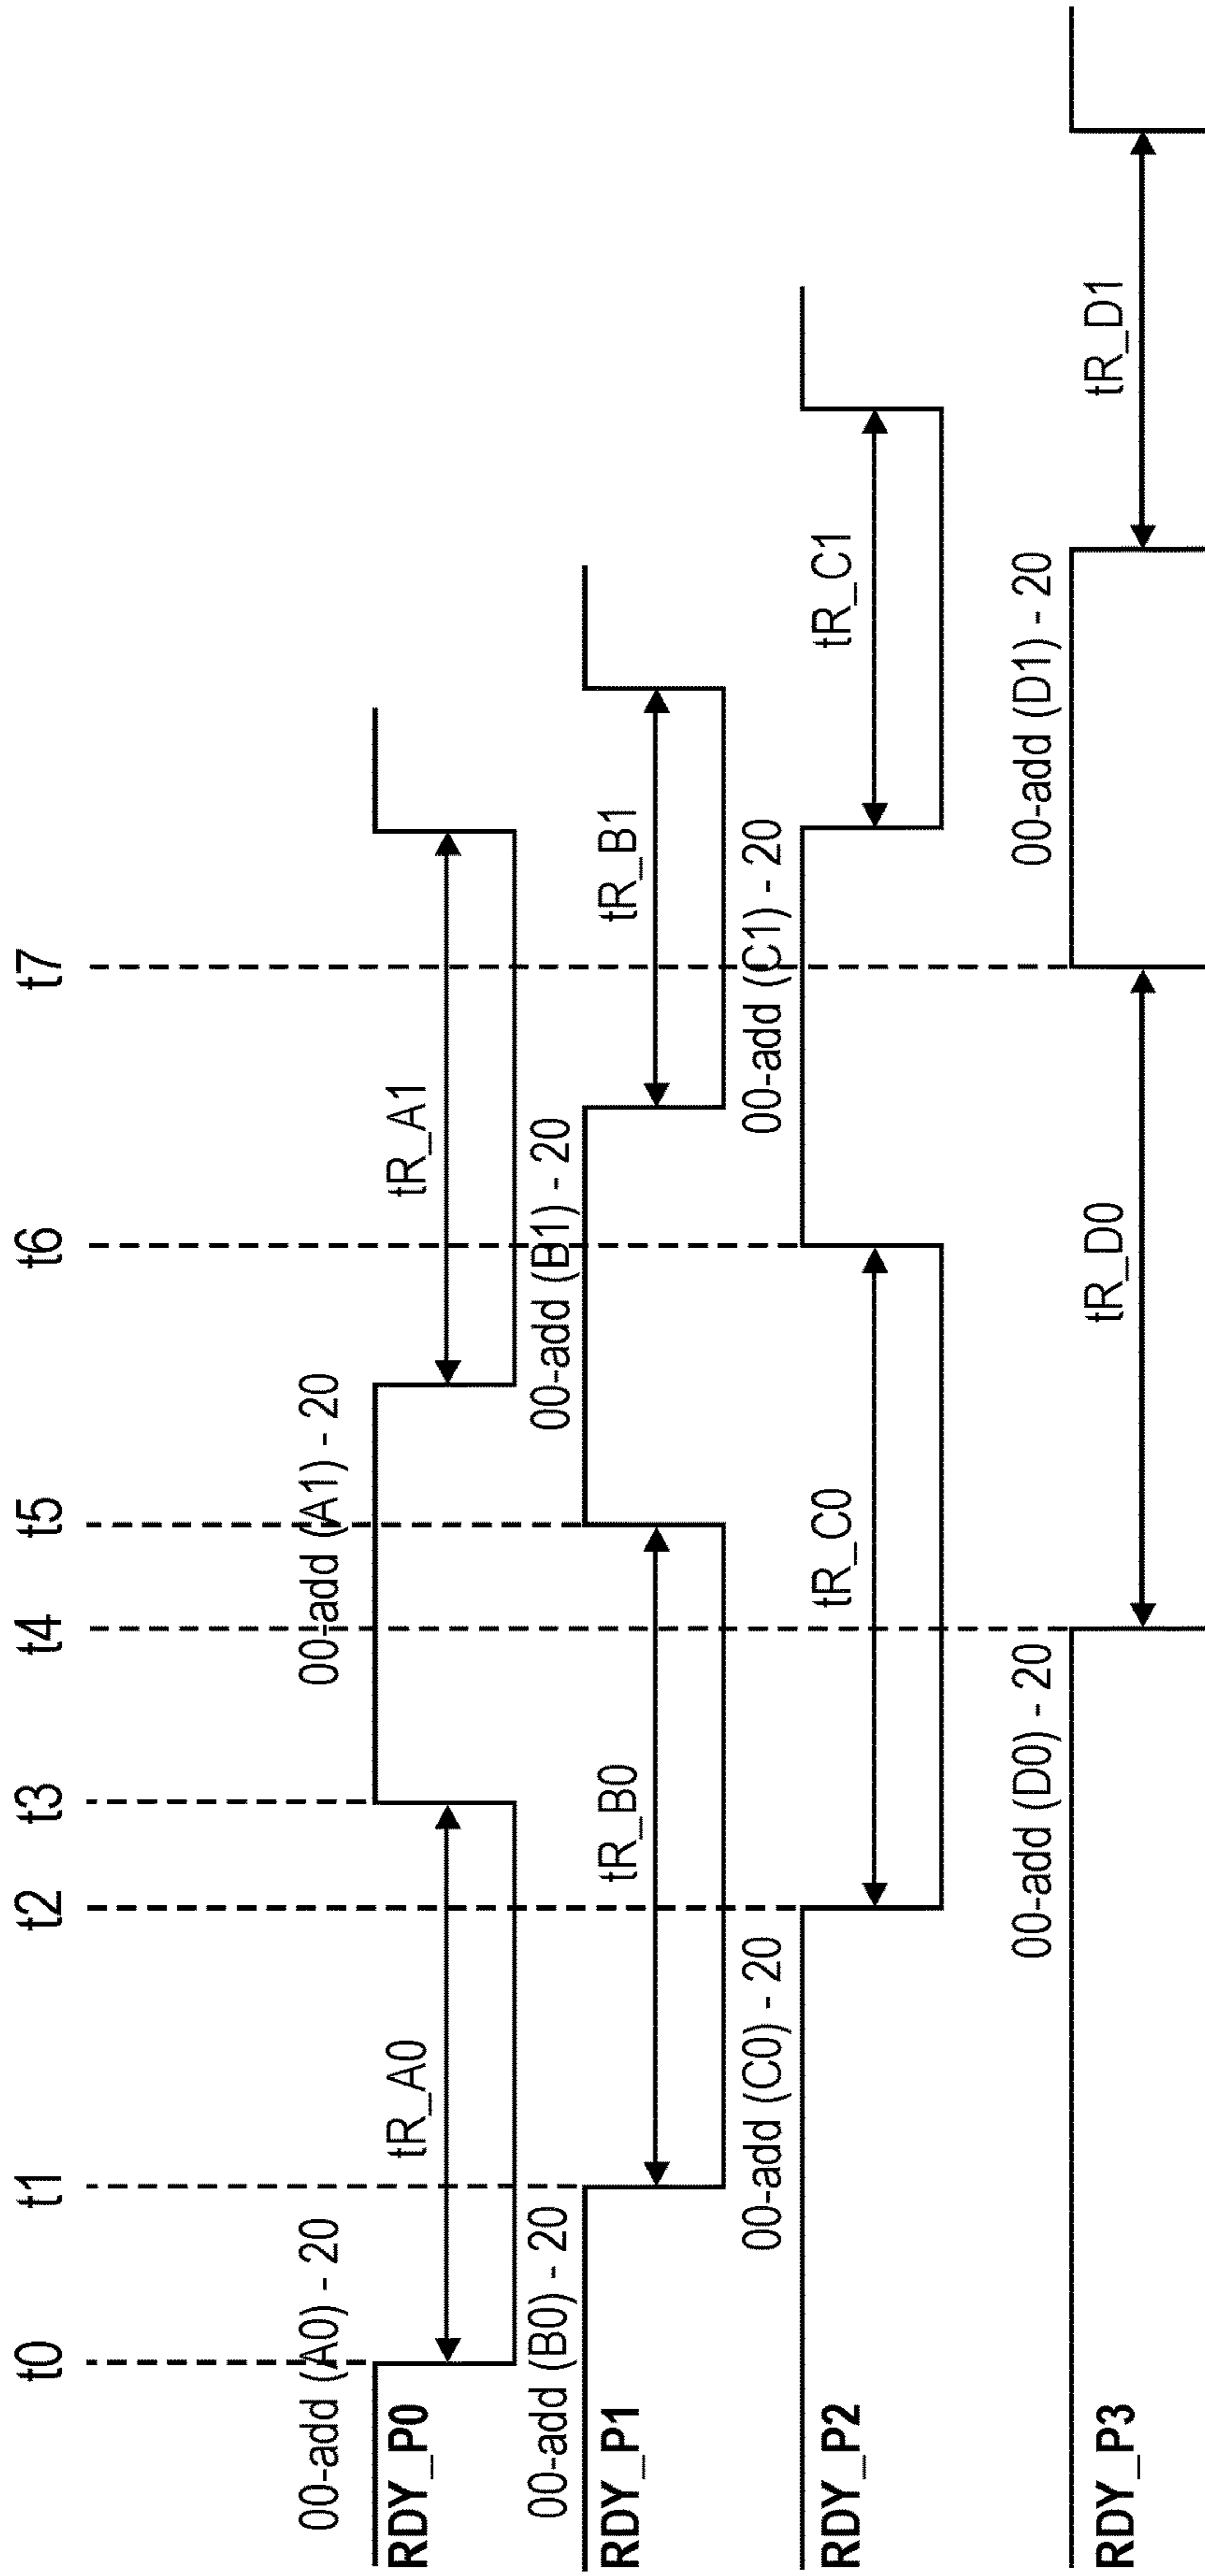 t0 t1 t2 t3 t4 t5 t6 t7
00-add (A0) - 20
00-add (A1) - 20
RDY_P0
tR_A0
tR_A1
00-add (B0) - 20
00-add (B1) - 20
RDY_P1
tR_B0
tR_B1
00-add (C0) - 20
00-add (C1) - 20
RDY_P2
tR_C0
tR_C1
00-add (D0) - 20
00-add (D1) - 20
RDY_P3
tR_D0
tR_D1